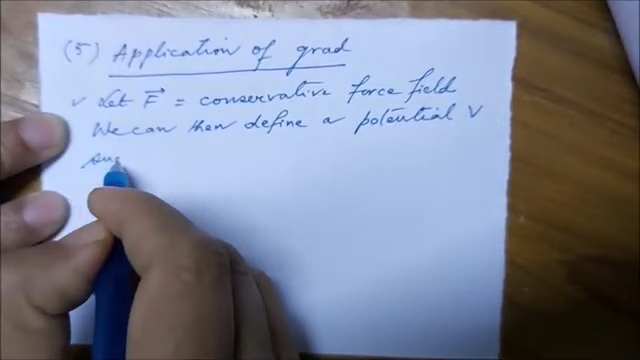 (5) Application of grad
✓ Let F⃗ = conservative force field
We can then define a potential V